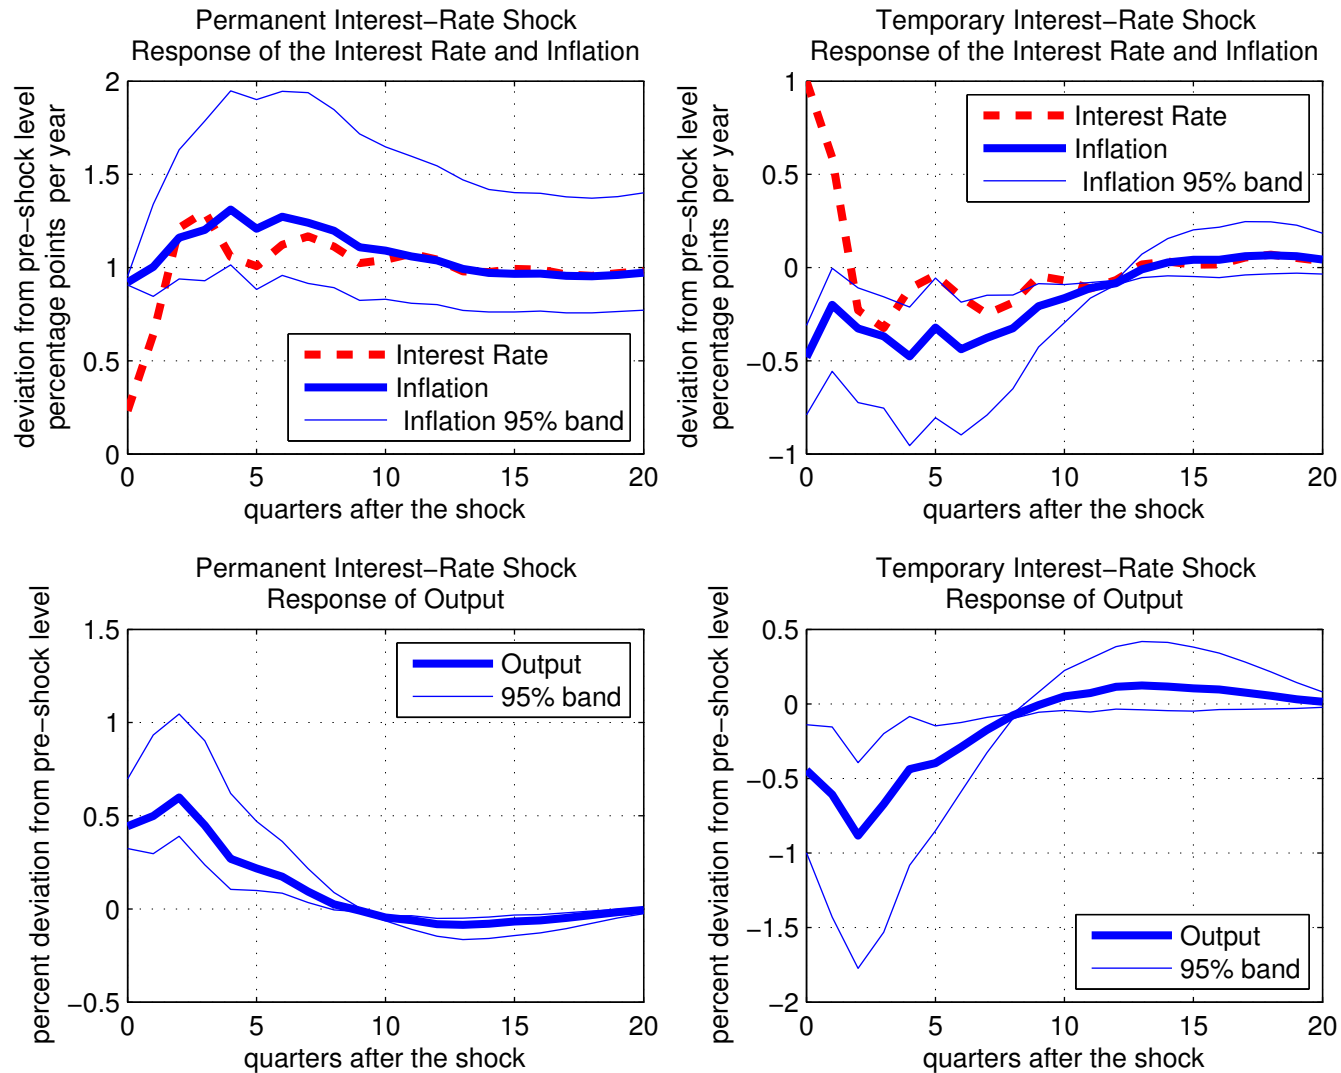 Permanent Interest−Rate Shock
Response of the Interest Rate and Inflation
deviation from pre−shock level
percentage points per year
2
1.5
1
0.5
0
Interest Rate
Inflation
Inflation 95% band
0 5 10 15 20
quarters after the shock
Temporary Interest−Rate Shock
Response of the Interest Rate and Inflation
deviation from pre−shock level
percentage points per year
1
0.5
0
−0.5
−1
Interest Rate
Inflation
Inflation 95% band
0 5 10 15 20
quarters after the shock
Permanent Interest−Rate Shock
Response of Output
percent deviation from pre−shock level
1.5
1
0.5
0
−0.5
Output
95% band
0 5 10 15 20
quarters after the shock
Temporary Interest−Rate Shock
Response of Output
percent deviation from pre−shock level
0.5
0
−0.5
−1
−1.5
−2
Output
95% band
0 5 10 15 20
quarters after the shock